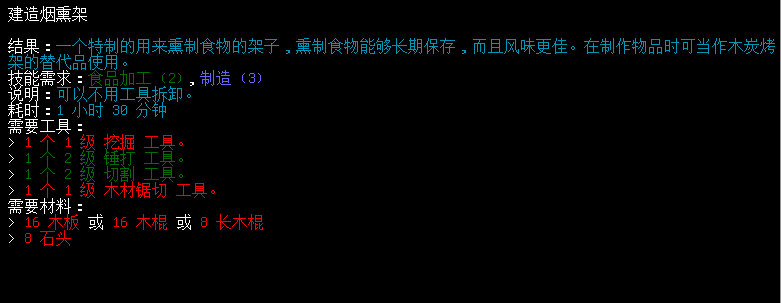 建造烟熏架
结果：一个特制的用来熏制食物的架子，熏制食物能够长期保存，而且风味更佳。在制作物品时可当作木炭烤
架的替代品使用。
技能需求：食品加工 (2)，制造 (3)
说明：可以不用工具拆卸。
耗时：1 小时 30 分钟
需要工具：
> 1 个 1 级 挖掘 工具。
> 1 个 2 级 锤打 工具。
> 1 个 2 级 切割 工具。
> 1 个 1 级 木材锯切 工具。
需要材料：
> 16 木板 或 16 木棍 或 8 长木棍
> 8 石头